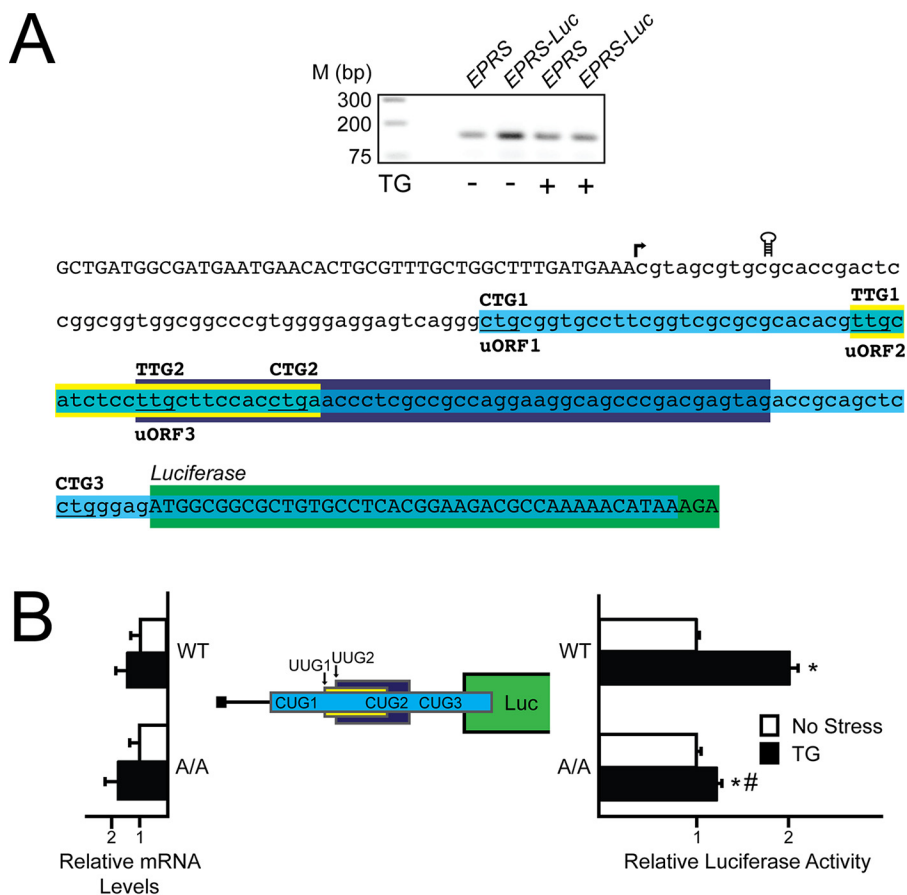 A
EPRS
EPRS-Luc
EPRS
EPRS-Luc
M (bp)
300
200
75
TG - - + +
GCTGATGGCGATGAATGAACACTGCGTTTGCTGGCTTTGATGAAAcgtagcgtgcgcaccgactc
CTG1 TTG1
cggcggtggcggcccgtggggaggagtcagggctgcggtgccttcggtcgcgcgcacacgttgc
uORF1 uORF2
TTG2 CTG2
atctccttgcttccacctgaaccctcgccgccaggaaggcagcccgacgagtagaccgcagctc
uORF3
CTG3 Luciferase
ctgggagATGGCGGCGCTGTGCCTCACGGAAGACGCCAAAAACATAAAGA
B
WT
A/A
2 1
Relative mRNA
Levels
UUG1 UUG2
CUG1 CUG2 CUG3 Luc
WT *
A/A *#
No Stress
TG
1 2
Relative Luciferase Activity